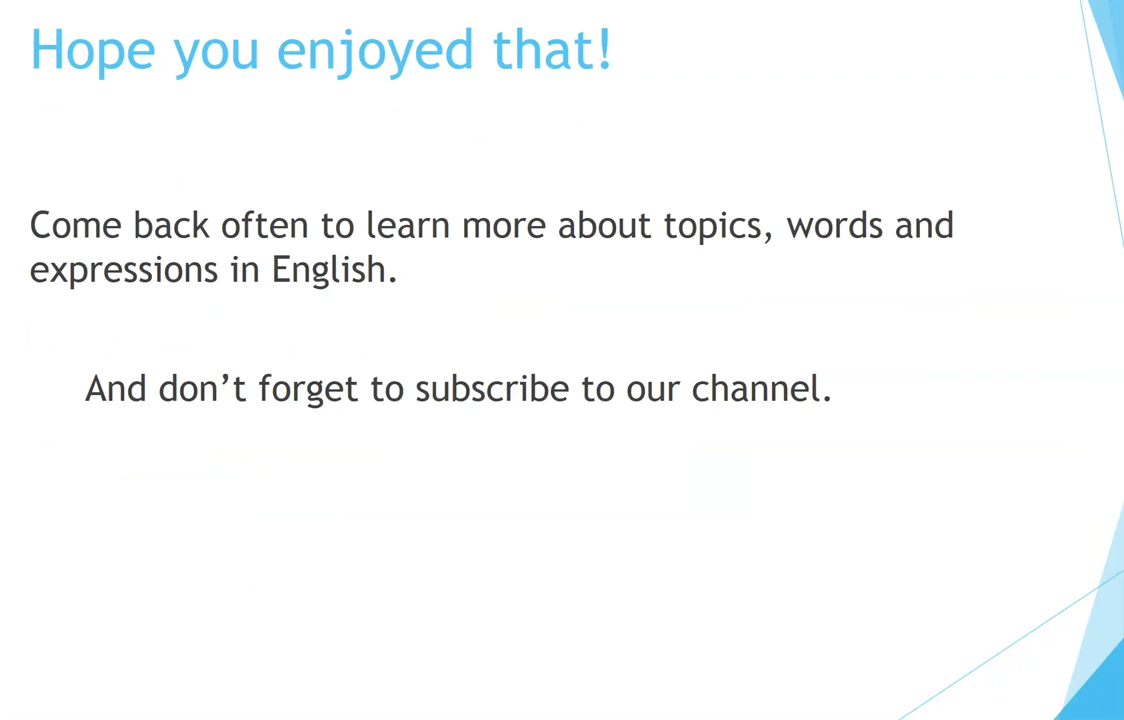 Hope you enjoyed that!
Come back often to learn more about topics, words and
expressions in English.
And don’t forget to subscribe to our channel.